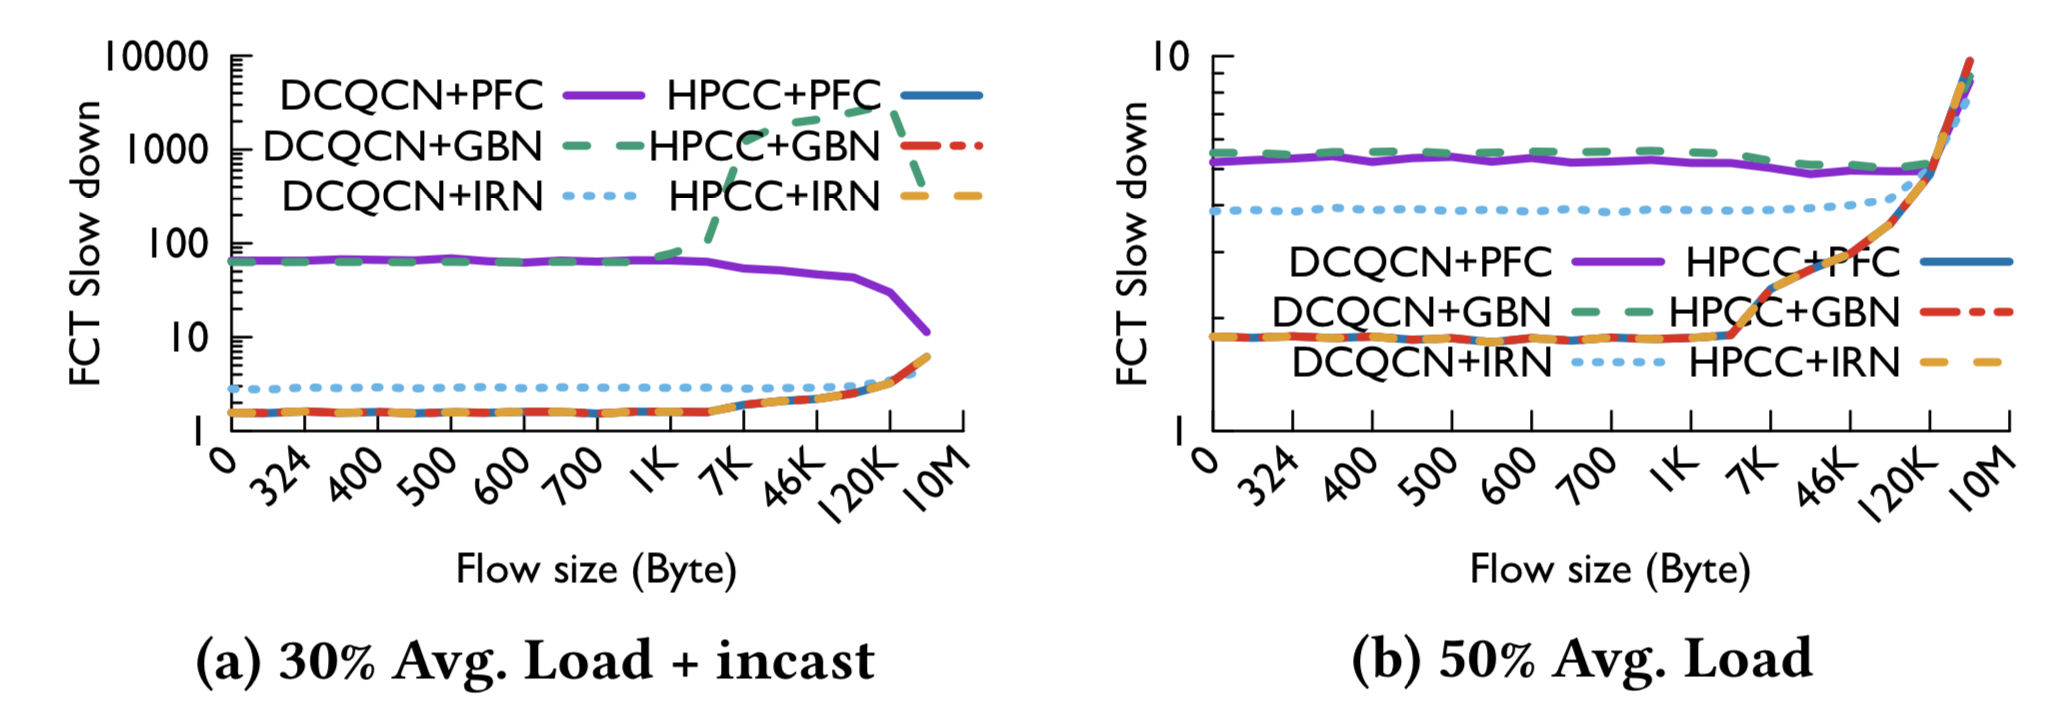 10000
1000
100
10
1
FCT Slow down
DCQCN+PFC HPCC+PFC
DCQCN+GBN HPCC+GBN
DCQCN+IRN HPCC+IRN
0 324 400 500 600 700 1K 7K 46K 120K 10M
Flow size (Byte)
(a) 30% Avg. Load + incast
10
1
FCT Slow down
DCQCN+PFC HPCC+PFC
DCQCN+GBN HPCC+GBN
DCQCN+IRN HPCC+IRN
0 324 400 500 600 700 1K 7K 46K 120K 10M
Flow size (Byte)
(b) 50% Avg. Load